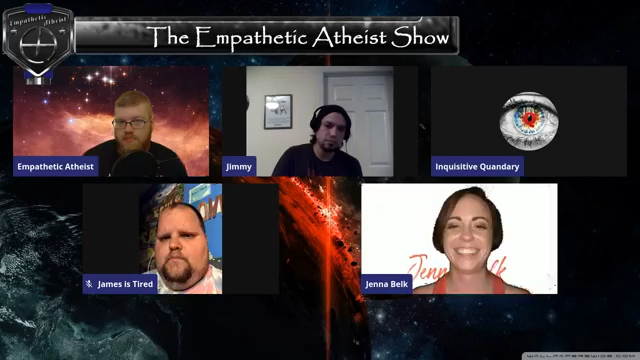 Empathetic Atheist
The Empathetic Atheist Show
Empathetic Atheist
Jimmy
Inquisitive Quandary
James is Tired
Jenna Belk